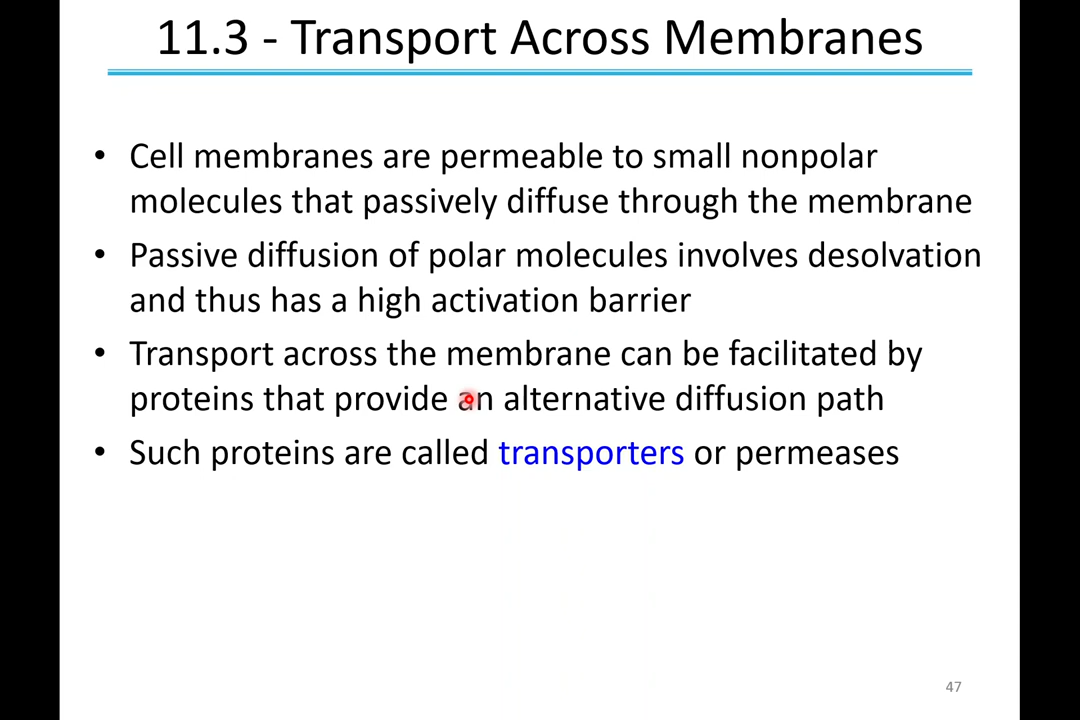 11.3 - Transport Across Membranes
• Cell membranes are permeable to small nonpolar
molecules that passively diffuse through the membrane
• Passive diffusion of polar molecules involves desolvation
and thus has a high activation barrier
• Transport across the membrane can be facilitated by
proteins that provide an alternative diffusion path
• Such proteins are called transporters or permeases
47